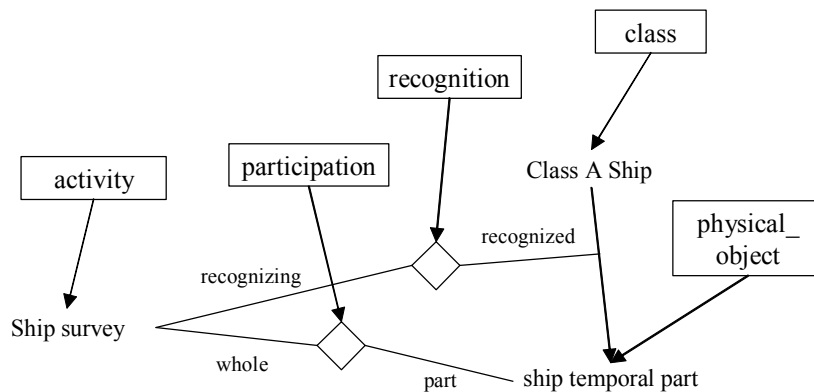 class
recognition
participation
Class A Ship
activity
physical_
object
recognized
recognizing
Ship survey
whole
part
ship temporal part